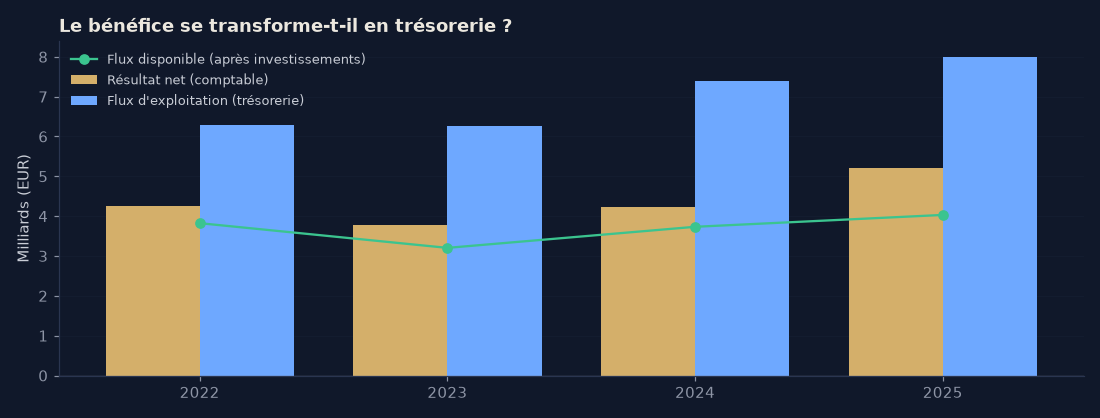 Le bénéfice se transforme-t-il en trésorerie ?
Flux disponible (après investissements)
Résultat net (comptable)
Flux d'exploitation (trésorerie)
Milliards (EUR)
8
7
6
5
4
3
2
1
0
2022
2023
2024
2025